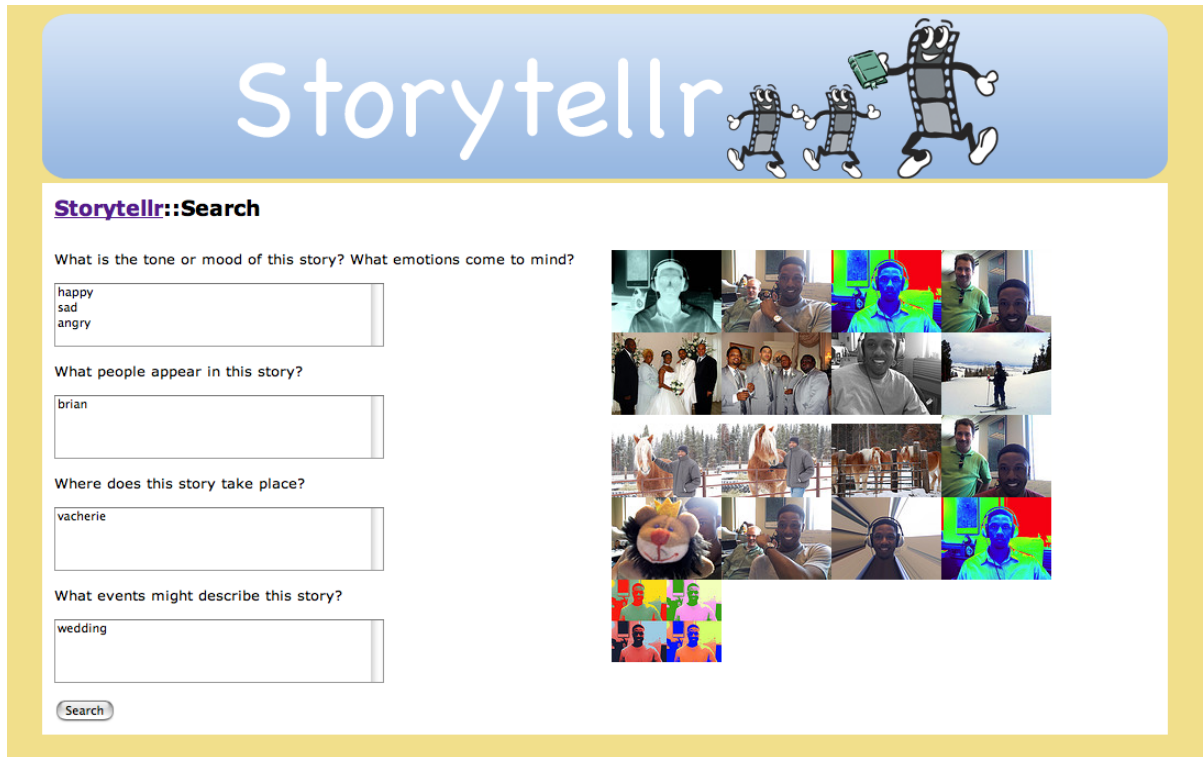 Storytellr
Storytellr::Search
What is the tone or mood of this story? What emotions come to mind?
happy
sad
angry
What people appear in this story?
brian
Where does this story take place?
vacherie
What events might describe this story?
wedding
Search